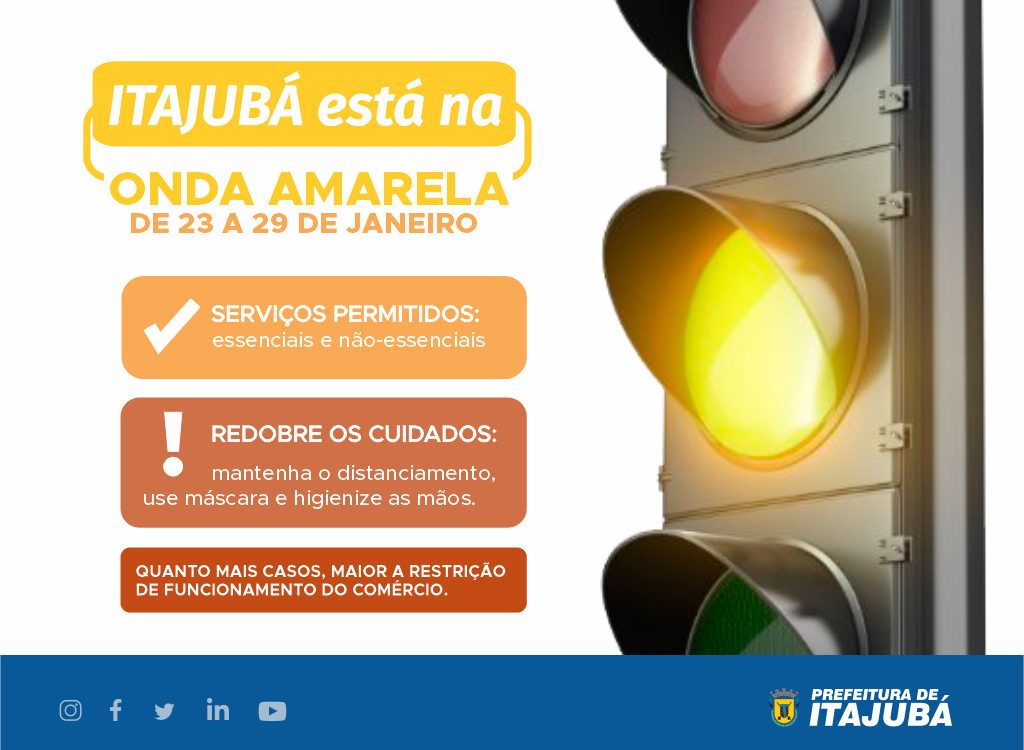 ITAJUBÁ está na
ONDA AMARELA
DE 23 A 29 DE JANEIRO
SERVIÇOS PERMITIDOS:
essenciais e não-essenciais
REDOBRE OS CUIDADOS:
mantenha o distanciamento,
use máscara e higienize as mãos.
QUANTO MAIS CASOS, MAIOR A RESTRIÇÃO
DE FUNCIONAMENTO DO COMÉRCIO.
PREFEITURA DE
ITAJUBÁ